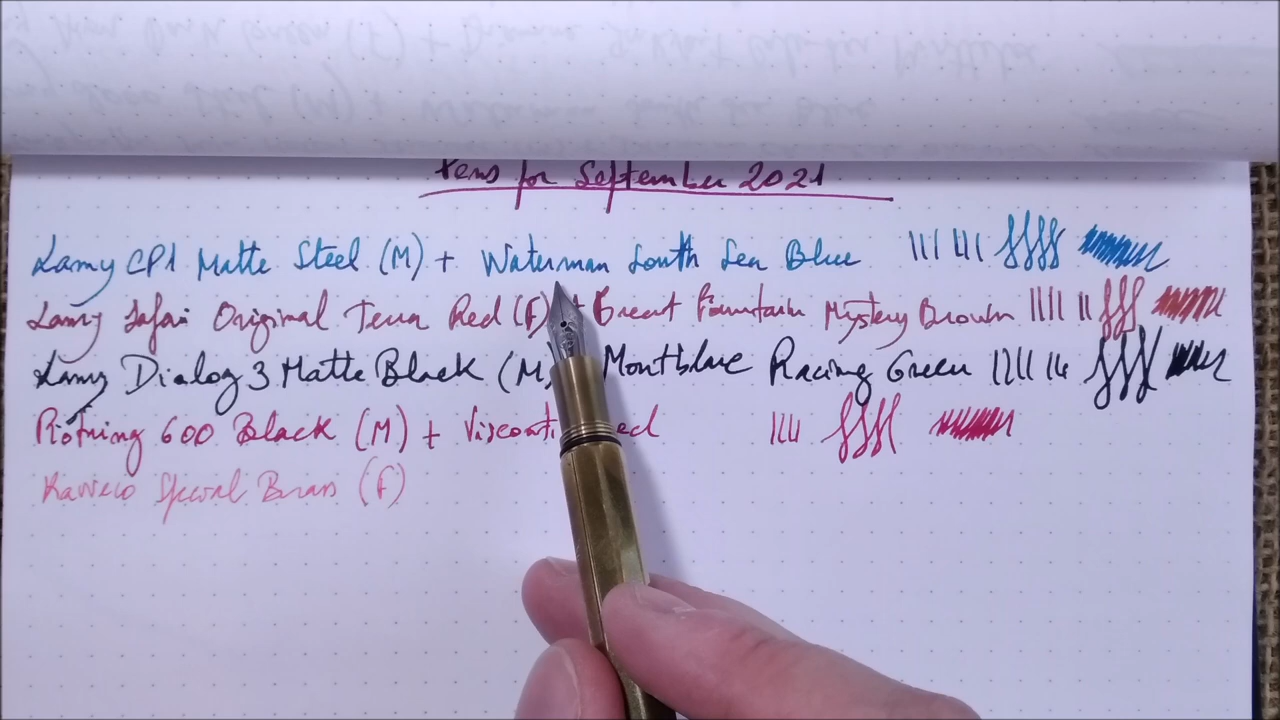 Pens for September 2021
Lamy CP1 Matte Steel (M) + Waterman South Sea Blue
Lamy Safari Original Terra Red (F) + Great Fountain Mystery Brown
Lamy Dialog 3 Matte Black (M) Montblanc Racing Green
Rotring 600 Black (M) + Visconti Red
Kaweco Special Brass (F)